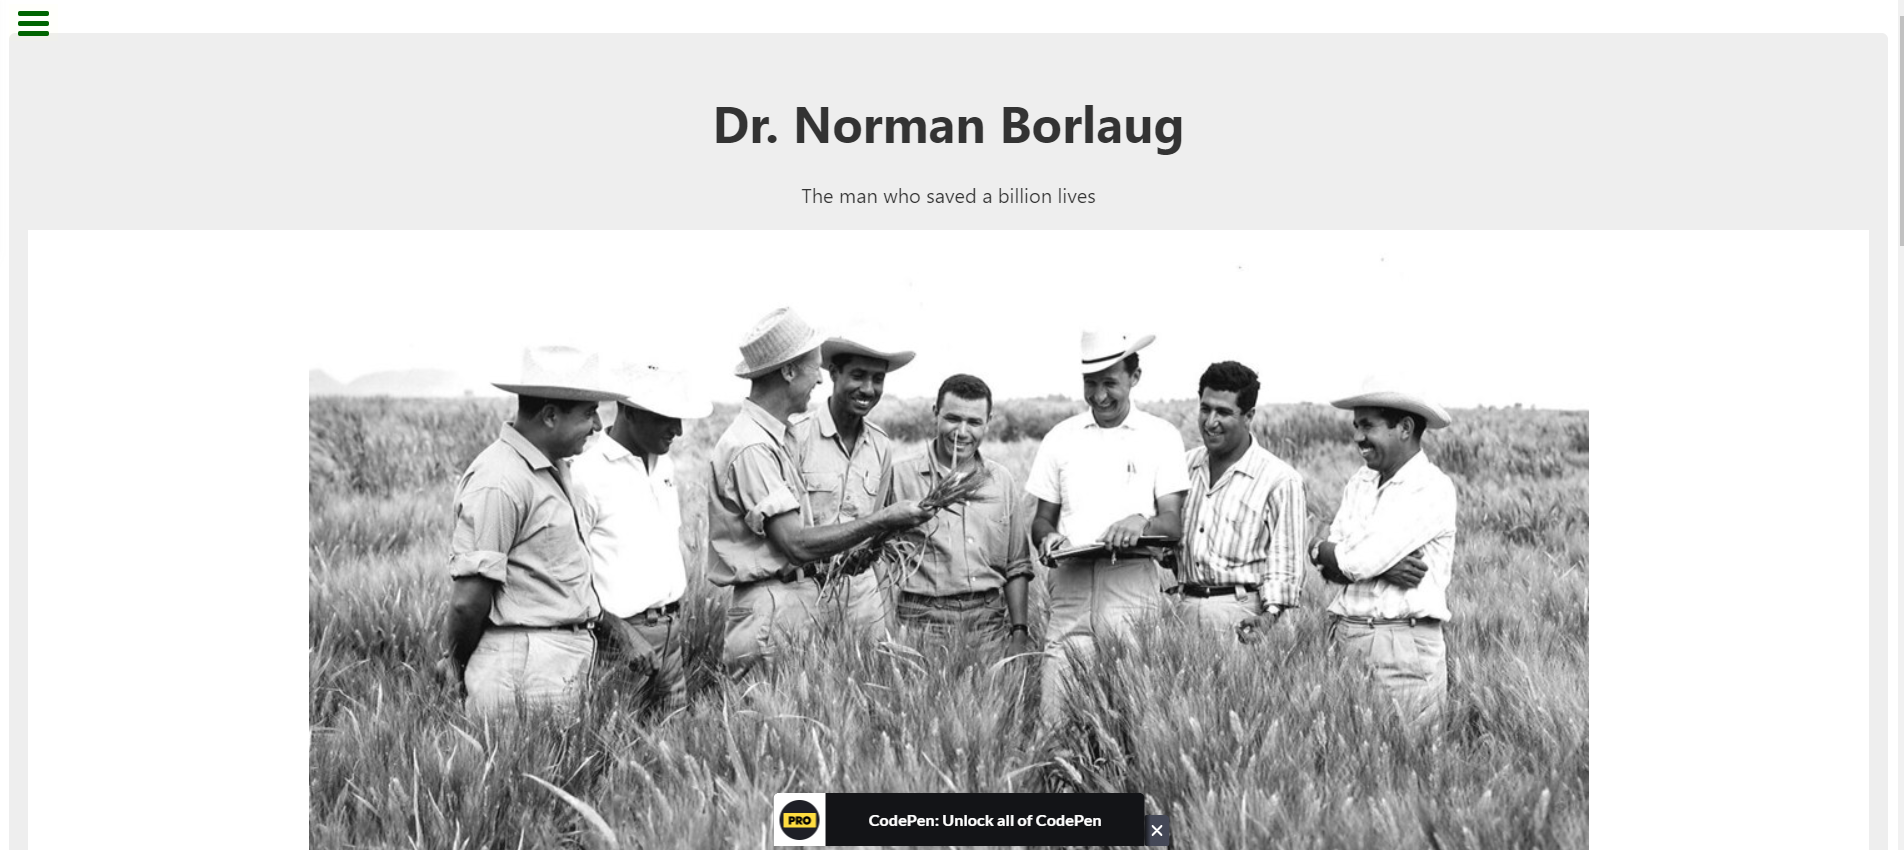 Dr. Norman Borlaug
The man who saved a billion lives
PRO
CodePen: Unlock all of CodePen